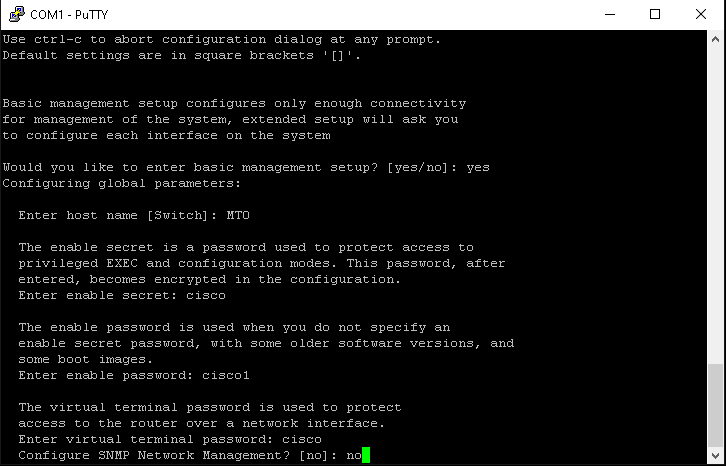 COM1 - PuTTY
Use ctrl-c to abort configuration dialog at any prompt.
Default settings are in square brackets '[]'.
Basic management setup configures only enough connectivity
for management of the system, extended setup will ask you
to configure each interface on the system
Would you like to enter basic management setup? [yes/no]: yes
Configuring global parameters:
Enter host name [Switch]: MTO
The enable secret is a password used to protect access to
privileged EXEC and configuration modes. This password, after
entered, becomes encrypted in the configuration.
Enter enable secret: cisco
The enable password is used when you do not specify an
enable secret password, with some older software versions, and
some boot images.
Enter enable password: cisco1
The virtual terminal password is used to protect
access to the router over a network interface.
Enter virtual terminal password: cisco
Configure SNMP Network Management? [no]: no